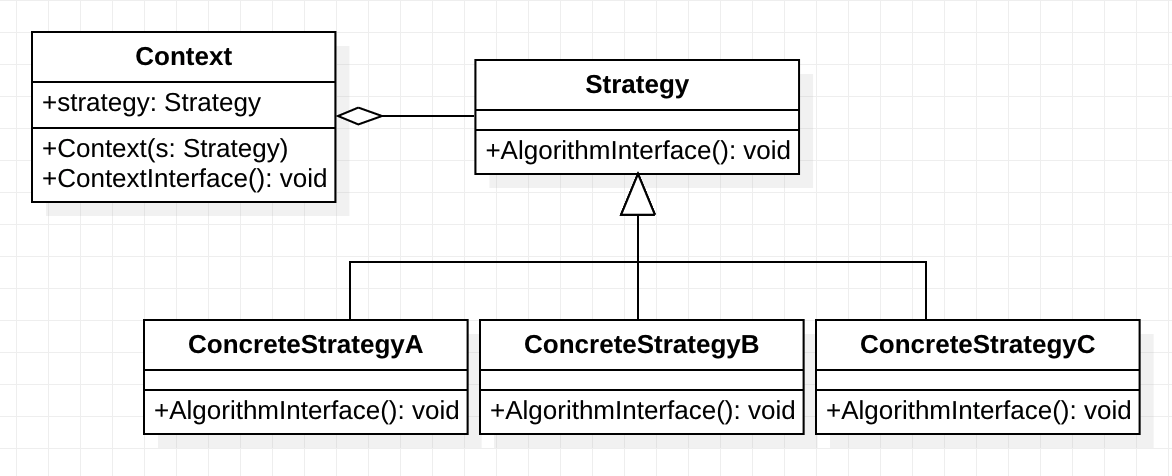 Context
+strategy: Strategy
+Context(s: Strategy)
+ContextInterface(): void
Strategy
+AlgorithmInterface(): void
ConcreteStrategyA
+AlgorithmInterface(): void
ConcreteStrategyB
+AlgorithmInterface(): void
ConcreteStrategyC
+AlgorithmInterface(): void